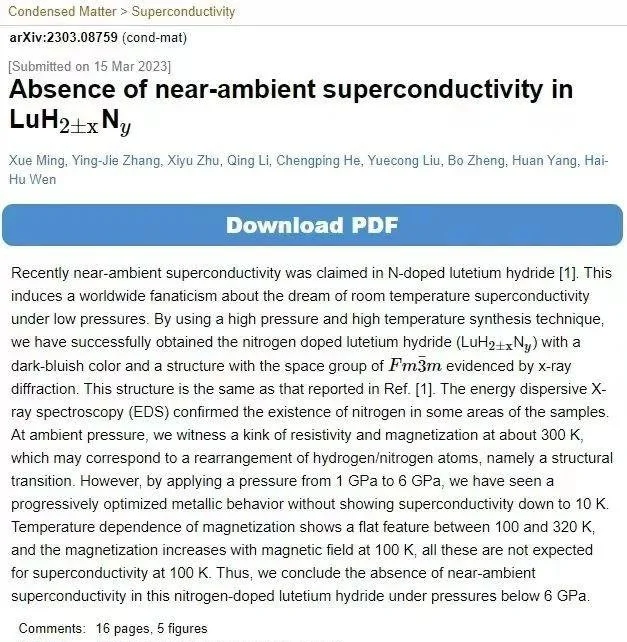 Condensed Matter > Superconductivity
arXiv:2303.08759 (cond-mat)
[Submitted on 15 Mar 2023]
Absence of near-ambient superconductivity in
LuH₂±ₓNᵧ
Xue Ming, Ying-Jie Zhang, Xiyu Zhu, Qing Li, Chengping He, Yuecong Liu, Bo Zheng, Huan Yang, Hai-
Hu Wen
Download PDF
Recently near-ambient superconductivity was claimed in N-doped lutetium hydride [1]. This
induces a worldwide fanaticism about the dream of room temperature superconductivity
under low pressures. By using a high pressure and high temperature synthesis technique,
we have successfully obtained the nitrogen doped lutetium hydride (LuH₂±ₓNᵧ) with a
dark-bluish color and a structure with the space group of Fm3̄m evidenced by x-ray
diffraction. This structure is the same as that reported in Ref. [1]. The energy dispersive X-
ray spectroscopy (EDS) confirmed the existence of nitrogen in some areas of the samples.
At ambient pressure, we witness a kink of resistivity and magnetization at about 300 K,
which may correspond to a rearrangement of hydrogen/nitrogen atoms, namely a structural
transition. However, by applying a pressure from 1 GPa to 6 GPa, we have seen a
progressively optimized metallic behavior without showing superconductivity down to 10 K.
Temperature dependence of magnetization shows a flat feature between 100 and 320 K,
and the magnetization increases with magnetic field at 100 K, all these are not expected
for superconductivity at 100 K. Thus, we conclude the absence of near-ambient
superconductivity in this nitrogen-doped lutetium hydride under pressures below 6 GPa.
Comments: 16 pages, 5 figures